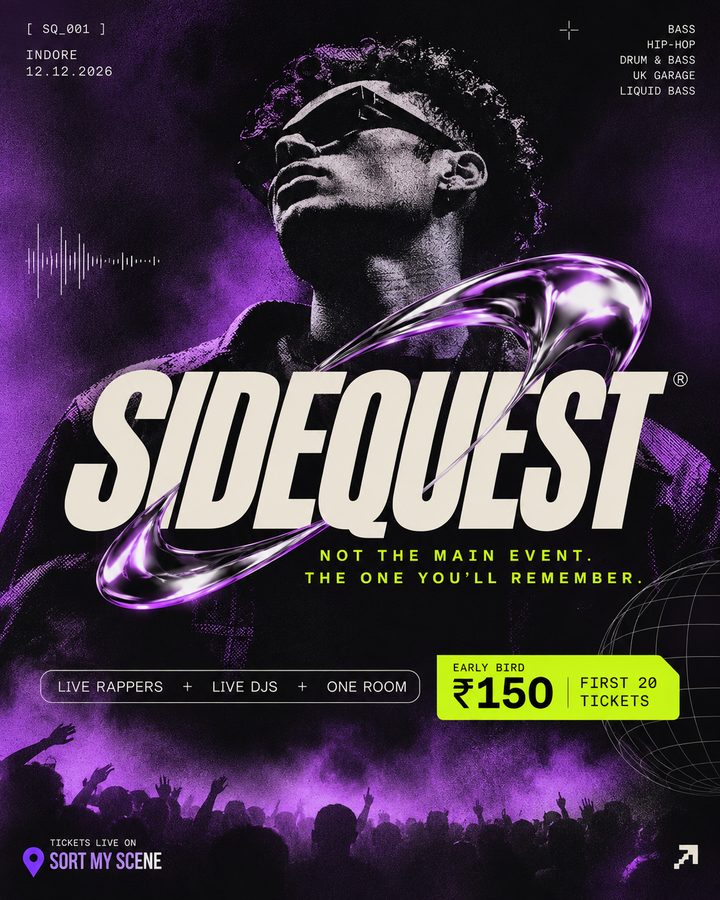 [ SQ_001 ]
INDORE
12.12.2026
BASS
HIP-HOP
DRUM & BASS
UK GARAGE
LIQUID BASS
SIDEQUEST®
NOT THE MAIN EVENT.
THE ONE YOU'LL REMEMBER.
LIVE RAPPERS + LIVE DJS + ONE ROOM
EARLY BIRD
₹150
FIRST 20
TICKETS
TICKETS LIVE ON
SORT MY SCENE